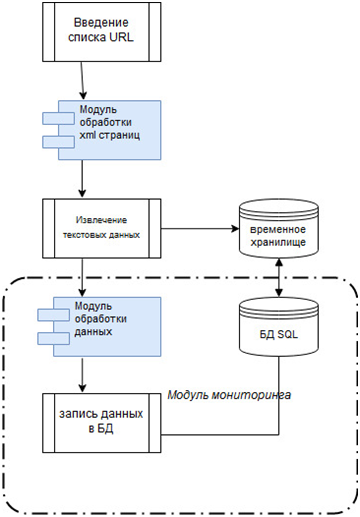 Введение
списка URL
Модуль
обработки
xml страниц
Извлечение
текстовых данных
временное
хранилище
Модуль
обработки
данных
БД SQL
Модуль мониторинга
запись данных
в БД